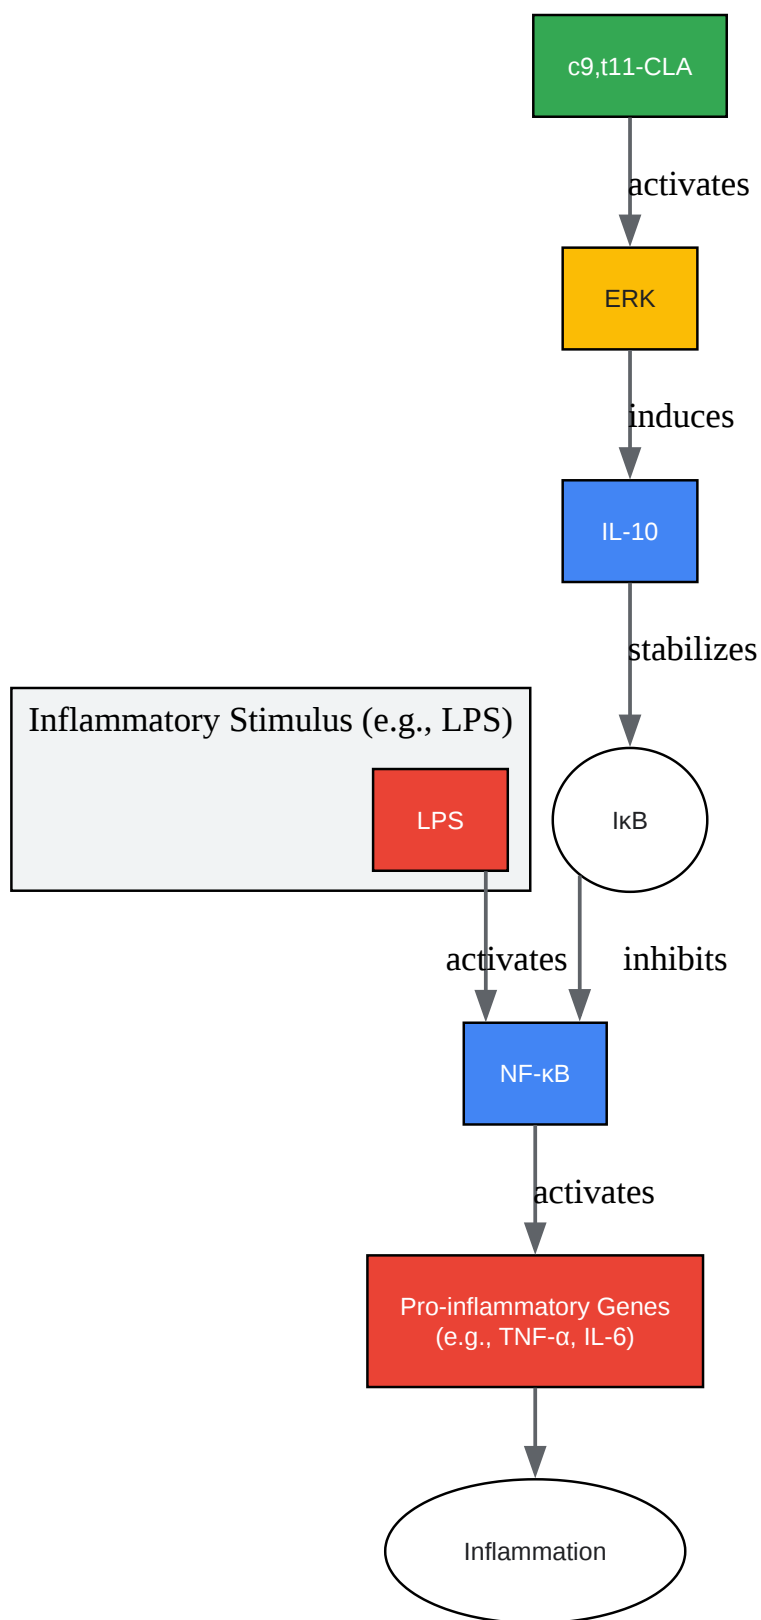 c9,t11-CLA
activates
ERK
induces
IL-10
stabilizes
Inflammatory Stimulus (e.g., LPS)
LPS
IκB
activates
inhibits
NF-κB
activates
Pro-inflammatory Genes
(e.g., TNF-α, IL-6)
Inflammation